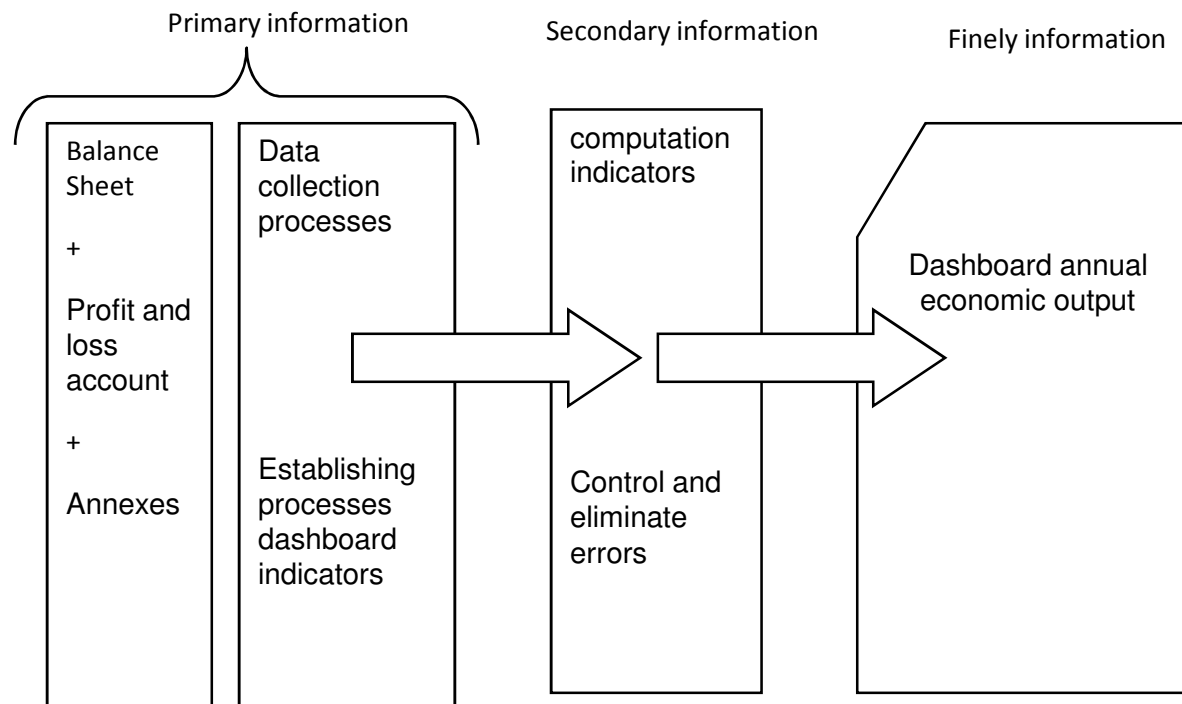 Primary information
Secondary information
Finely information
Balance
Sheet
+
Profit and
loss
account
+
Annexes
Data
collection
processes
Establishing
processes
dashboard
indicators
computation
indicators
Control and
eliminate
errors
Dashboard annual
economic output